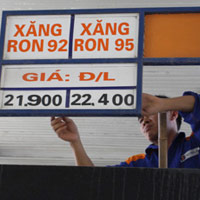 XĂNG XĂNG
RON 92 RON 95
GIÁ: Đ/L
21.900 22.400